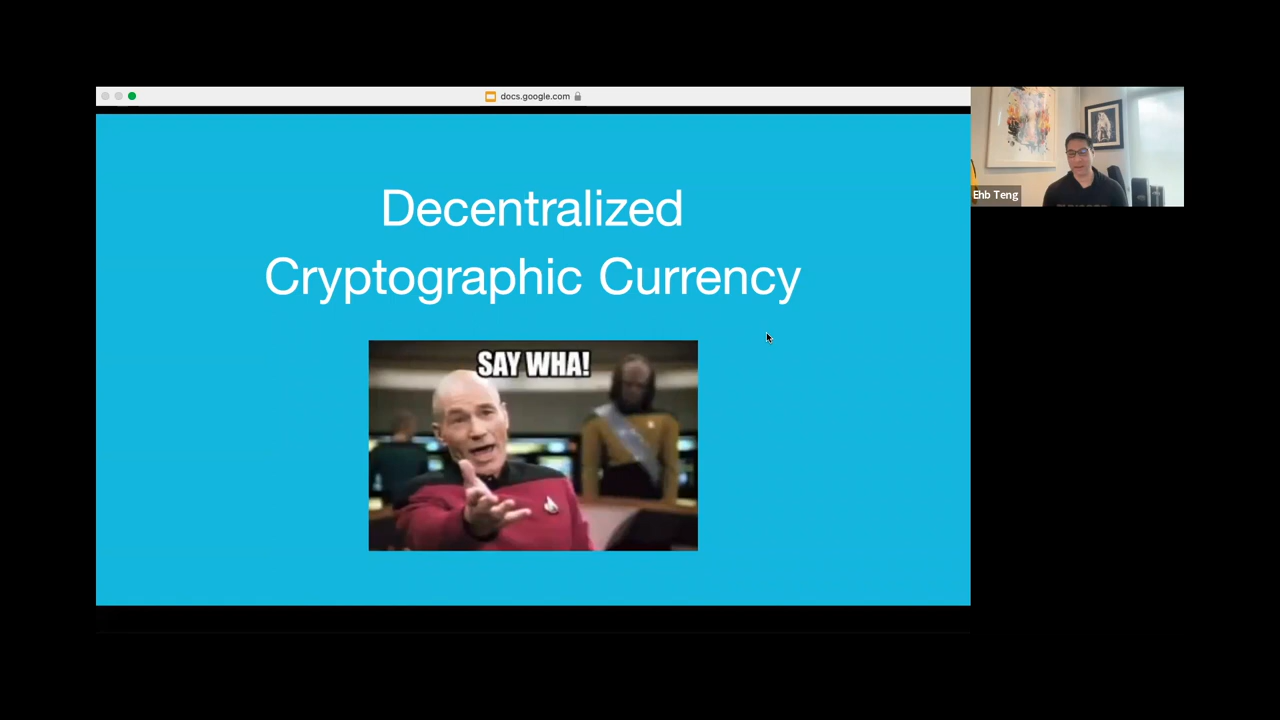 docs.google.com
Decentralized
Cryptographic Currency
SAY WHA!
Ehb Teng